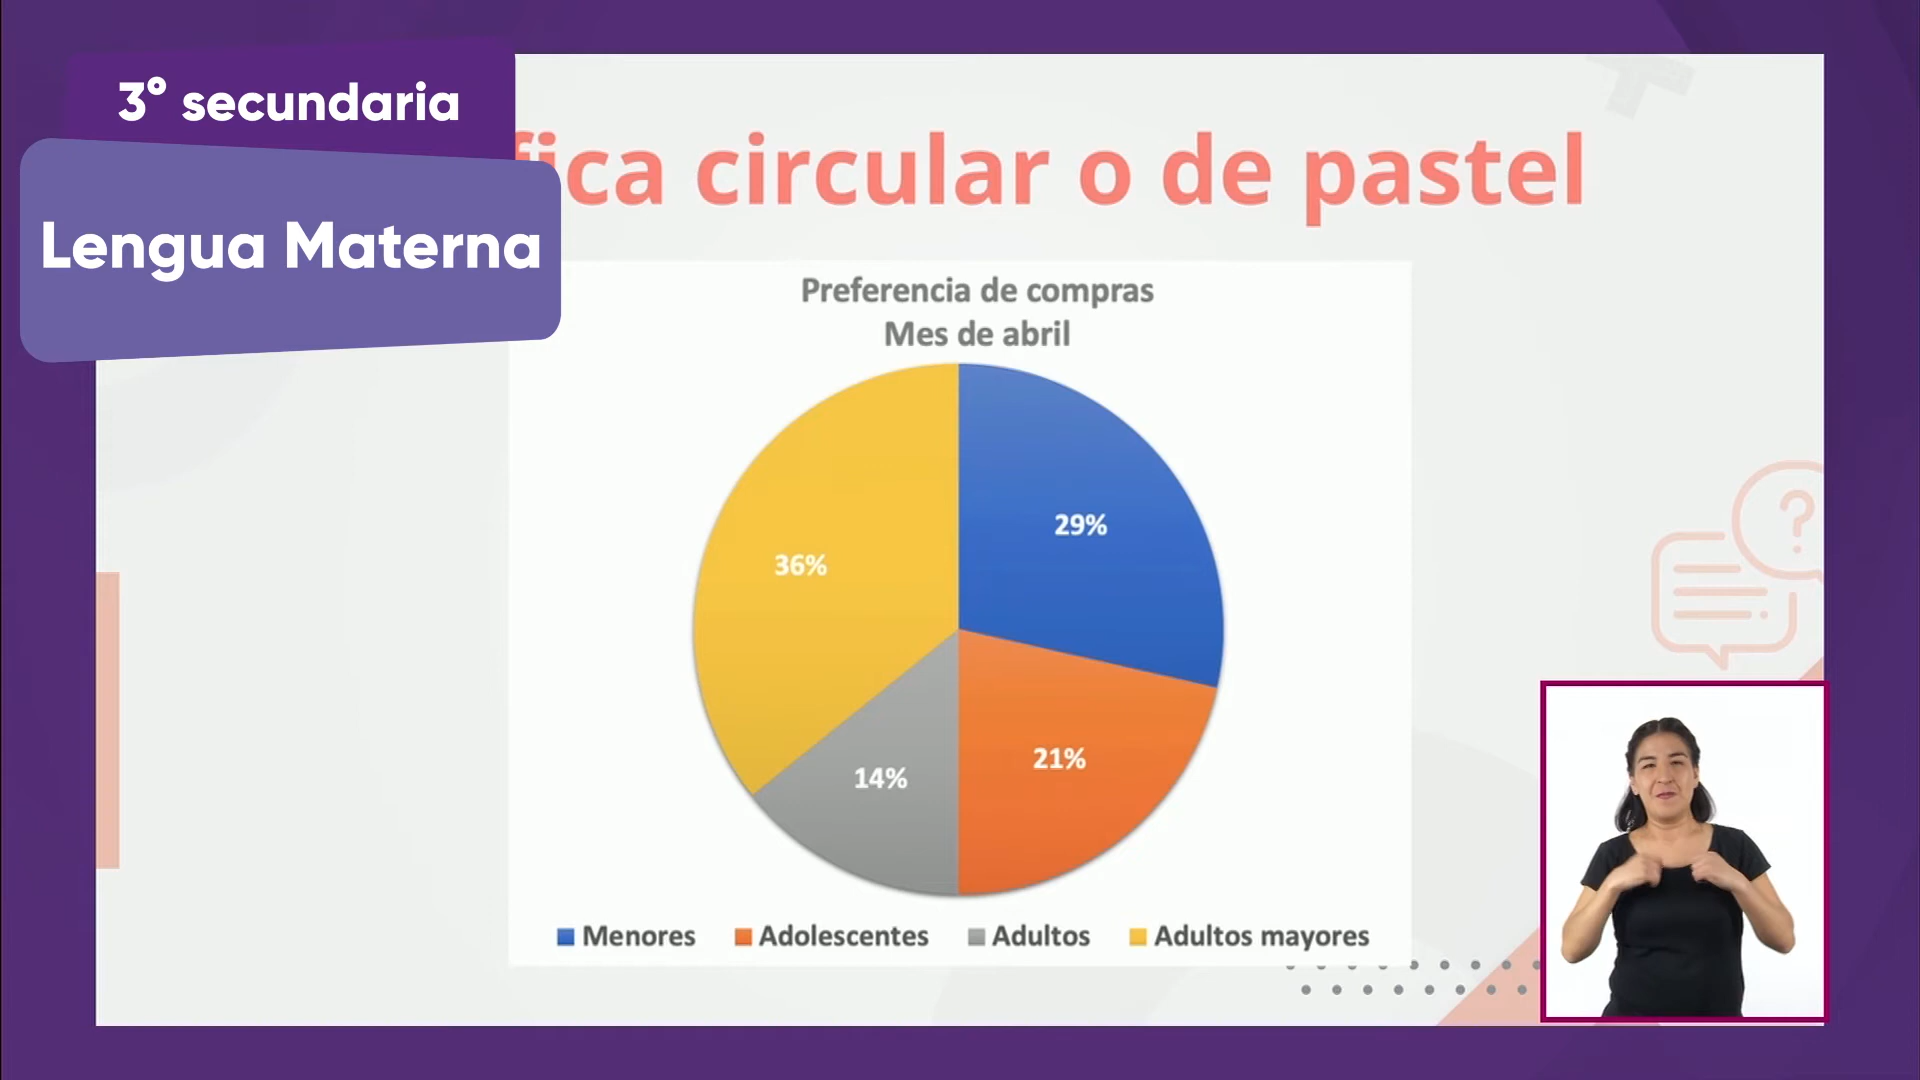 3° secundaria
Lengua Materna
fica circular o de pastel
Preferencia de compras
Mes de abril
29%
36%
21%
14%
Menores Adolescentes Adultos Adultos mayores
?